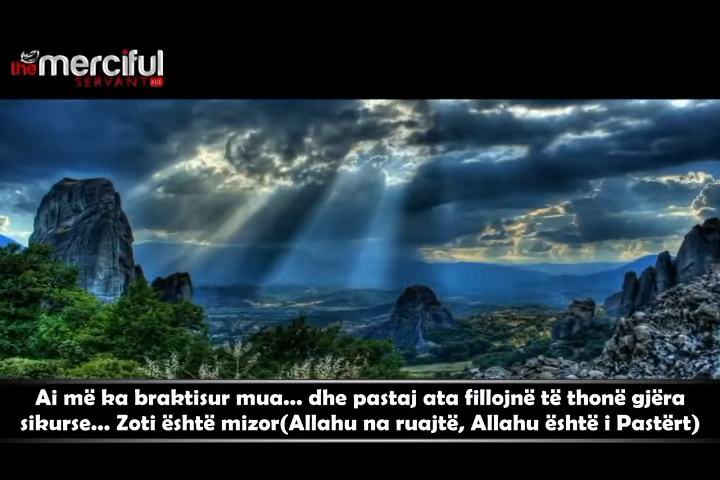 the merciful
SERVANT HD
Ai më ka braktisur mua... dhe pastaj ata fillojnë të thonë gjëra
sikurse... Zoti është mizor(Allahu na ruajtë, Allahu është i Pastërt)